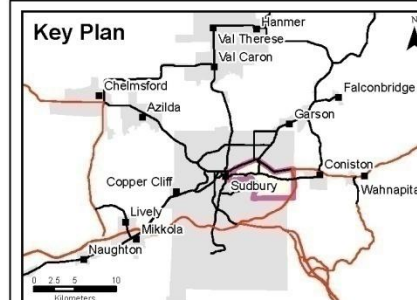 Key Plan
N
Hanmer
Val Therese
Val Caron
Chelmsford
Azilda
Falconbridge
Garson
Copper Cliff
Sudbury
Coniston
Wahnapitae
Lively
Mikkola
Naughton
0 2.5 5 10
Kilometers